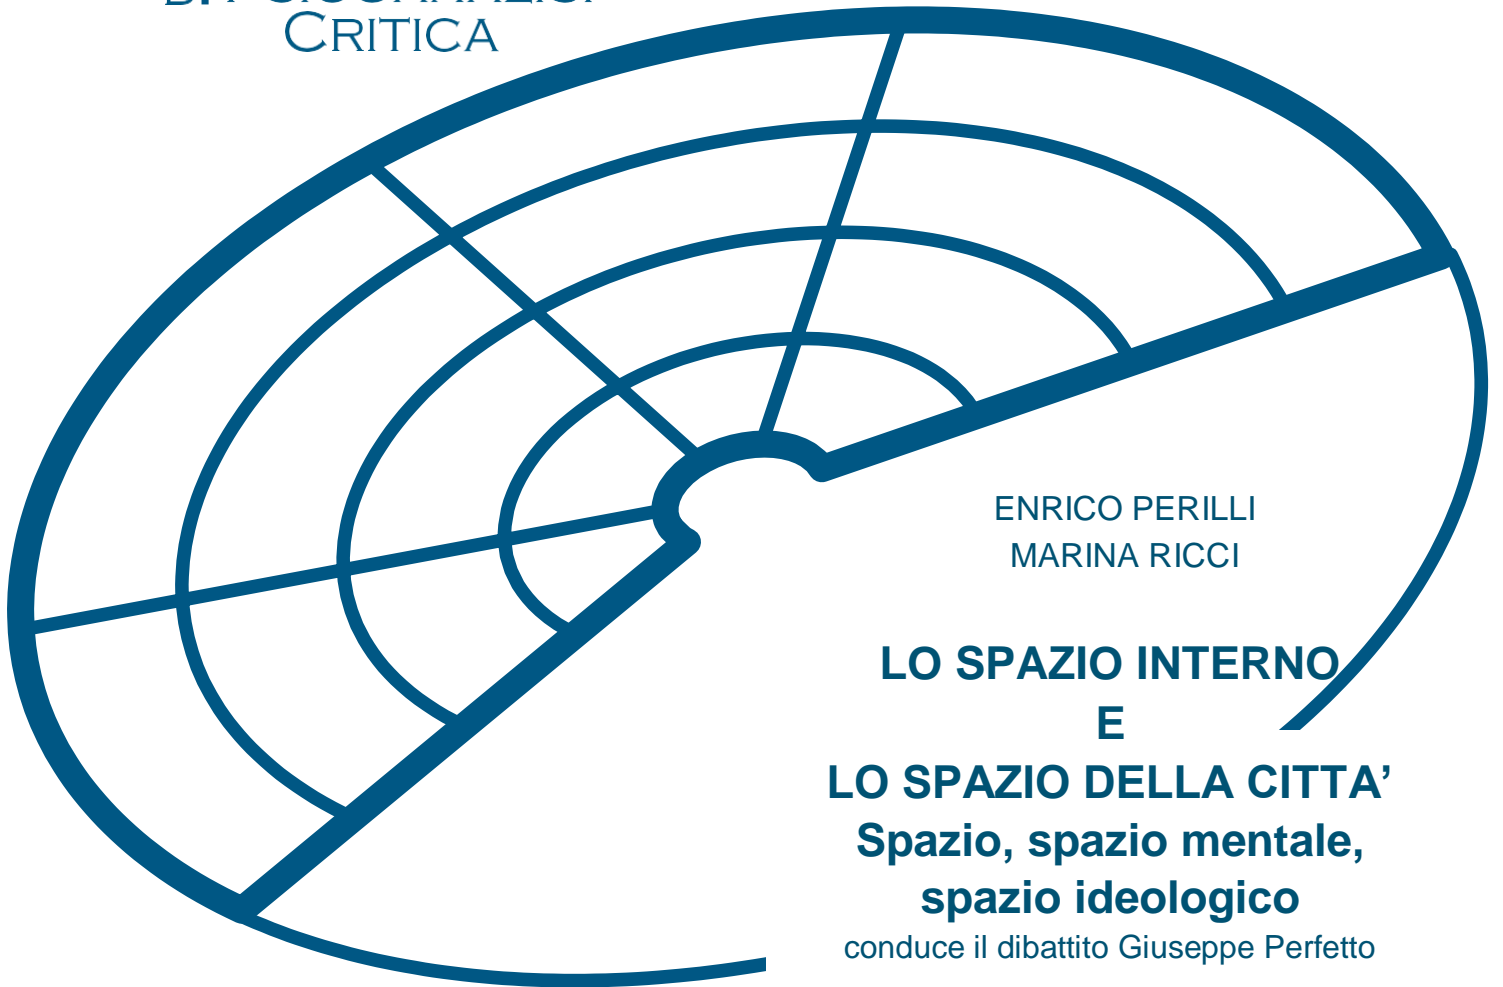 CRITICA
ENRICO PERILLI
MARINA RICCI
LO SPAZIO INTERNO
E
LO SPAZIO DELLA CITTA’
Spazio, spazio mentale,
spazio ideologico
conduce il dibattito Giuseppe Perfetto